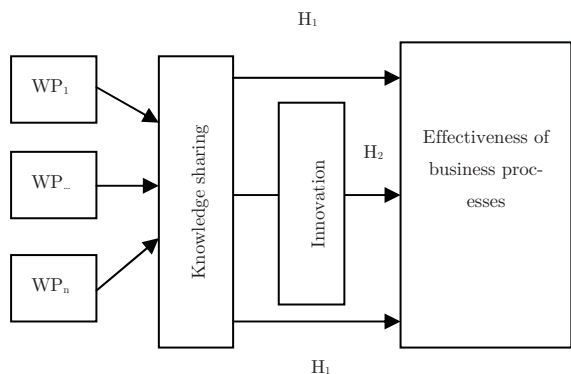 H₁
WP₁
WP...
WPₙ
Knowledge sharing
Innovation
H₂
Effectiveness of
business proc-
esses
H₁